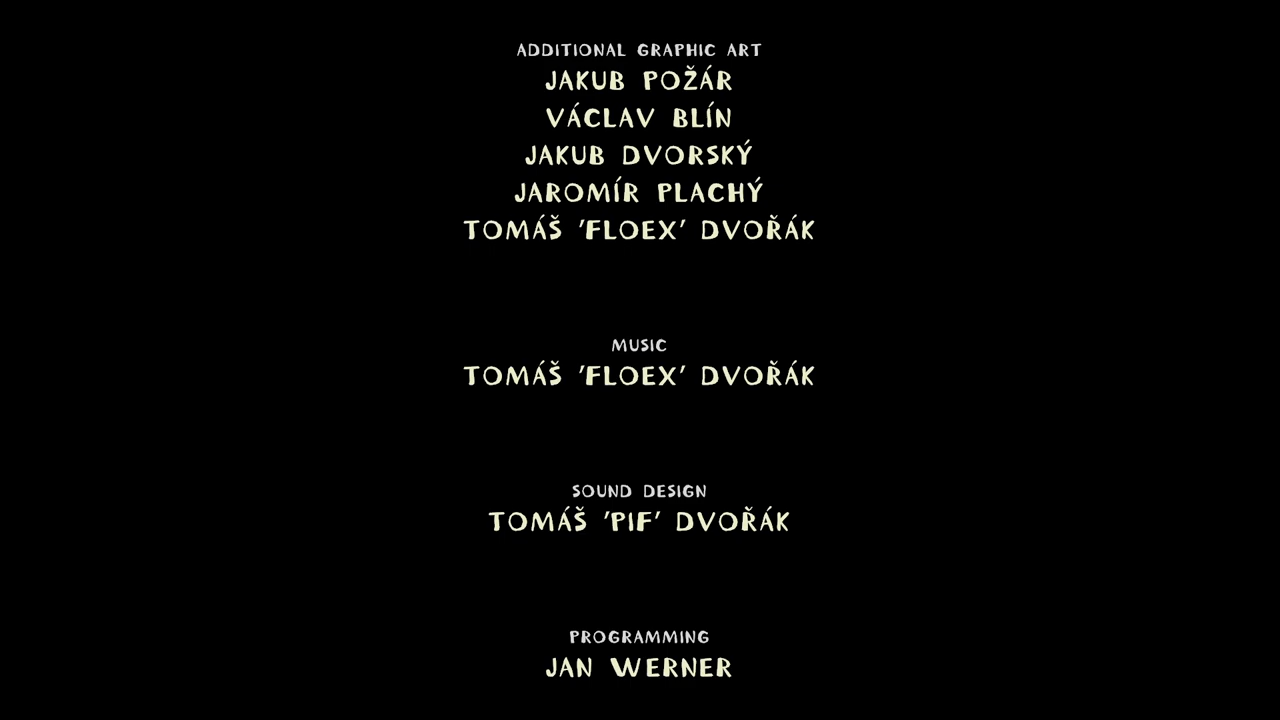 ADDITIONAL GRAPHIC ART
JAKUB POŽÁR
VÁCLAV BLÍN
JAKUB DVORSKÝ
JAROMÍR PLACHÝ
TOMÁŠ 'FLOEX' DVOŘÁK
MUSIC
TOMÁŠ 'FLOEX' DVOŘÁK
SOUND DESIGN
TOMÁŠ 'PIF' DVOŘÁK
PROGRAMMING
JAN WERNER